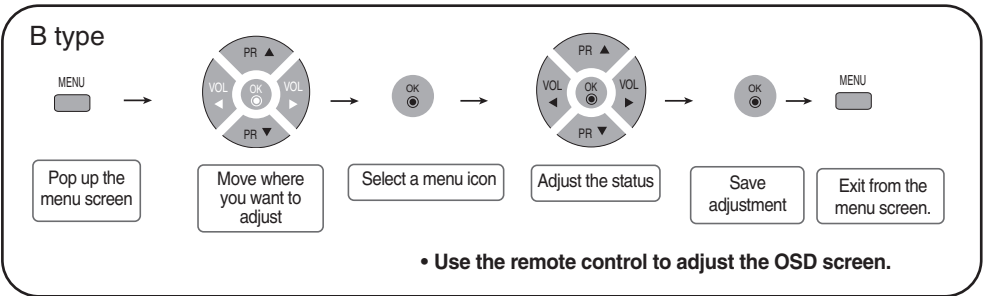 B type
MENU
PR ▲
VOL ◀
OK
VOL ▶
PR ▼
OK
PR ▲
VOL ◀
OK
VOL ▶
PR ▼
OK
MENU
Pop up the
menu screen
Move where
you want to
adjust
Select a menu icon
Adjust the status
Save
adjustment
Exit from the
menu screen.
• Use the remote control to adjust the OSD screen.